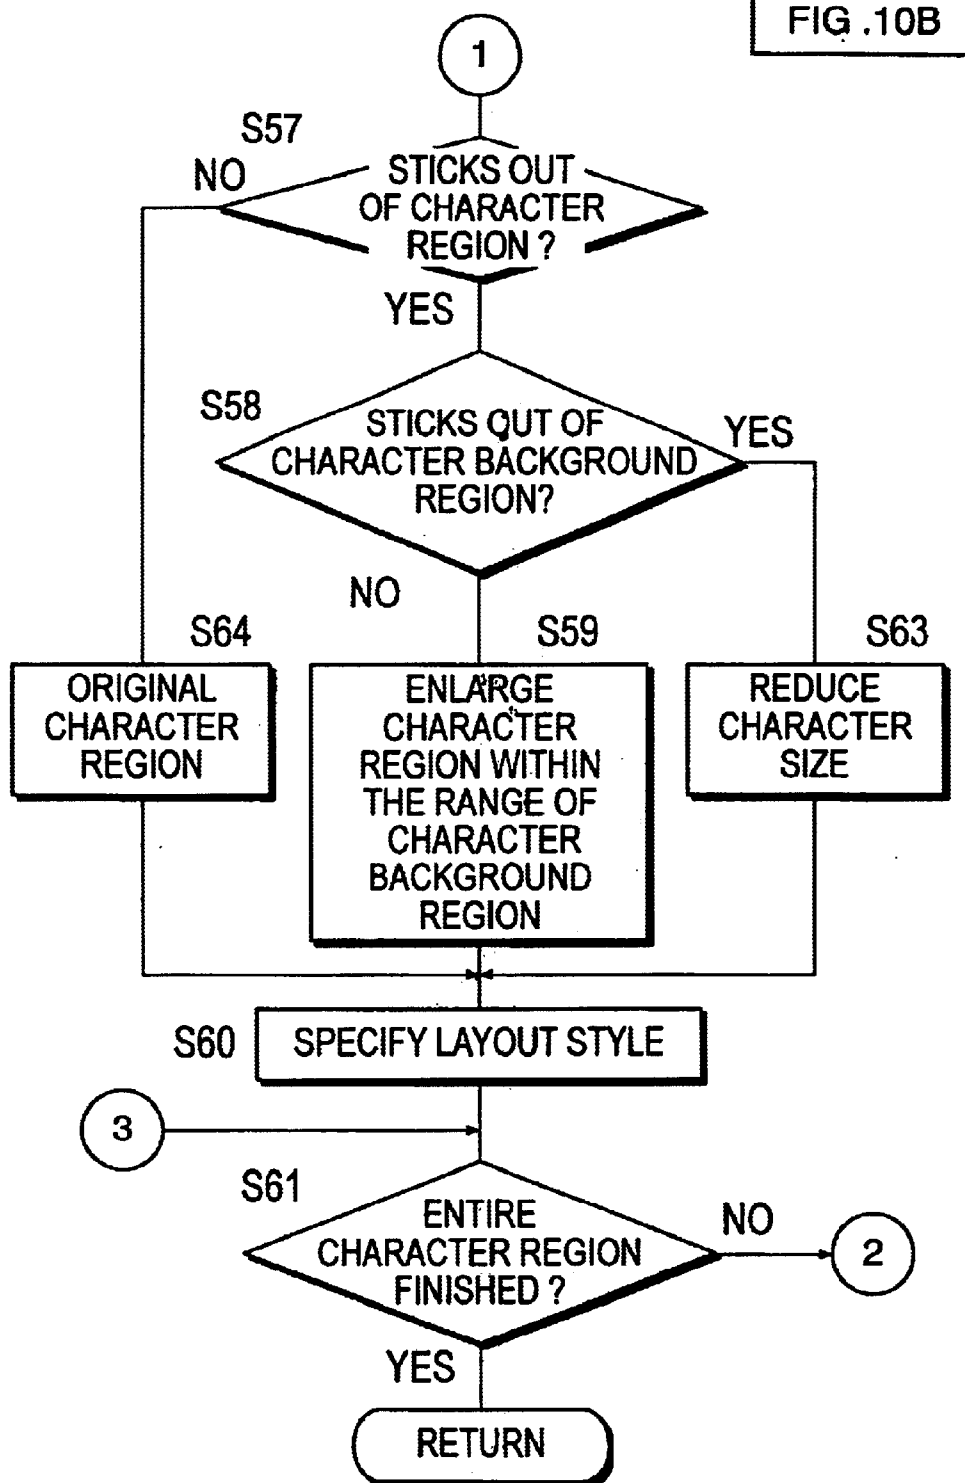 FIG .10B
1
S57
NO
STICKS OUT
OF CHARACTER
REGION ?
YES
S58
STICKS OUT OF
CHARACTER BACKGROUND
REGION?
YES
NO
S64
ORIGINAL
CHARACTER
REGION
S59
ENLARGE
CHARACTER
REGION WITHIN
THE RANGE OF
CHARACTER
BACKGROUND
REGION
S63
REDUCE
CHARACTER
SIZE
S60
SPECIFY LAYOUT STYLE
3
S61
ENTIRE
CHARACTER REGION
FINISHED ?
NO
2
YES
RETURN